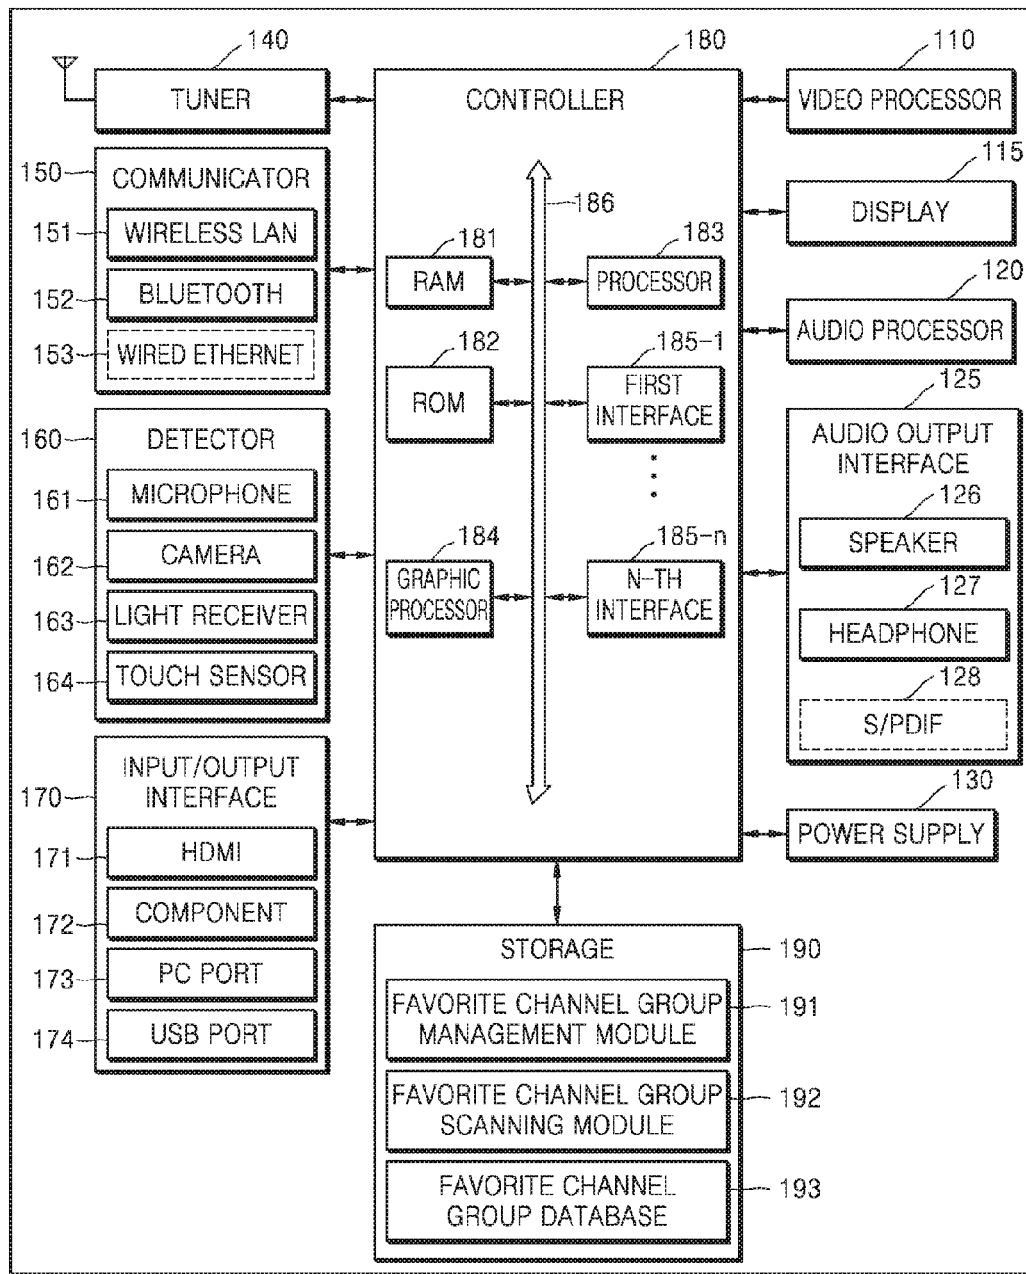 140
TUNER
150
COMMUNICATOR
151
WIRELESS LAN
152
BLUETOOTH
153
WIRED ETHERNET
160
DETECTOR
161
MICROPHONE
162
CAMERA
163
LIGHT RECEIVER
164
TOUCH SENSOR
170
INPUT/OUTPUT
INTERFACE
171
HDMI
172
COMPONENT
173
PC PORT
174
USB PORT
180
CONTROLLER
186
181
RAM
183
PROCESSOR
182
ROM
185-1
FIRST
INTERFACE
184
GRAPHIC
PROCESSOR
185-n
N-TH
INTERFACE
110
VIDEO PROCESSOR
115
DISPLAY
120
AUDIO PROCESSOR
125
AUDIO OUTPUT
INTERFACE
126
SPEAKER
127
HEADPHONE
128
S/PDIF
130
POWER SUPPLY
STORAGE
190
FAVORITE CHANNEL GROUP
MANAGEMENT MODULE
191
FAVORITE CHANNEL GROUP
SCANNING MODULE
192
FAVORITE CHANNEL
GROUP DATABASE
193